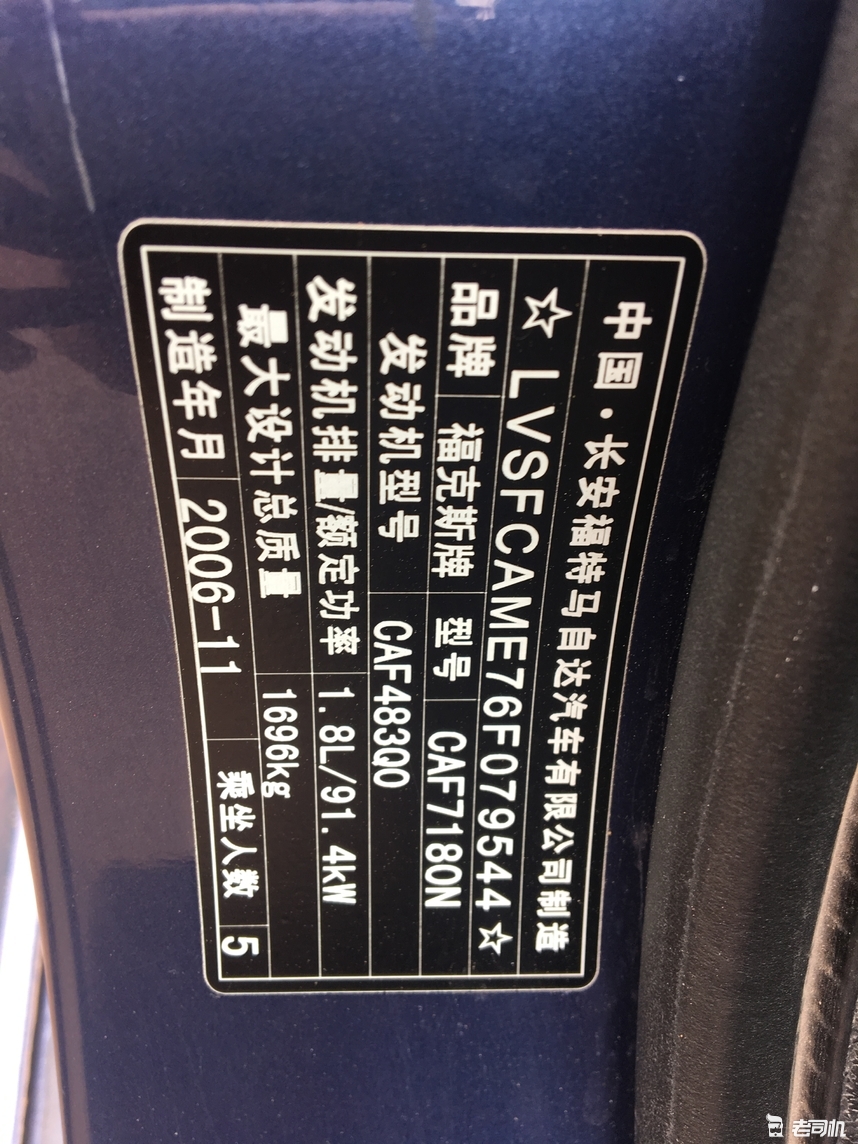 中国·长安福特马自达汽车有限公司制造
☆LVSFCAME76F079544☆
品牌 福克斯牌 型号 CAF7180N
发动机型号 CAF483Q0
发动机排量/额定功率 1.8L/91.4kW
最大设计总质量 1696kg
制造年月 2006-11 乘坐人数 5
老司机